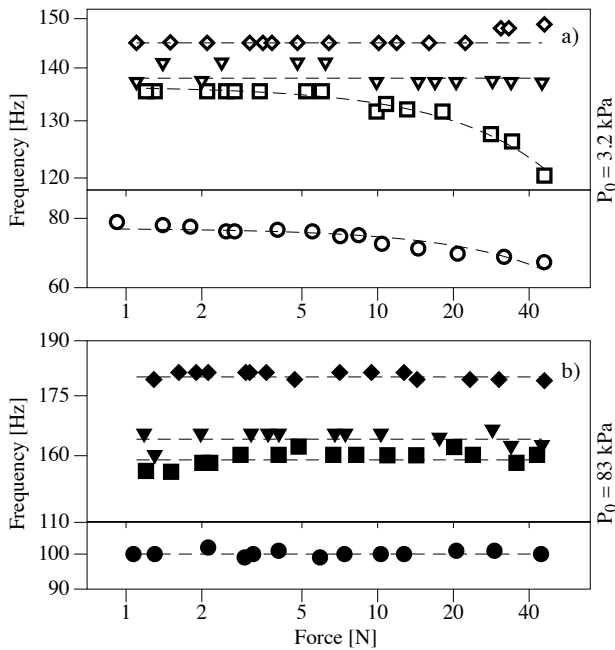 150
140
130
120
80
60
Frequency [Hz]
a)
P0 = 3.2 kPa
1 2 5 10 20 40
190
175
160
110
100
90
Frequency [Hz]
b)
P0 = 83 kPa
1 2 5 10 20 40
Force [N]